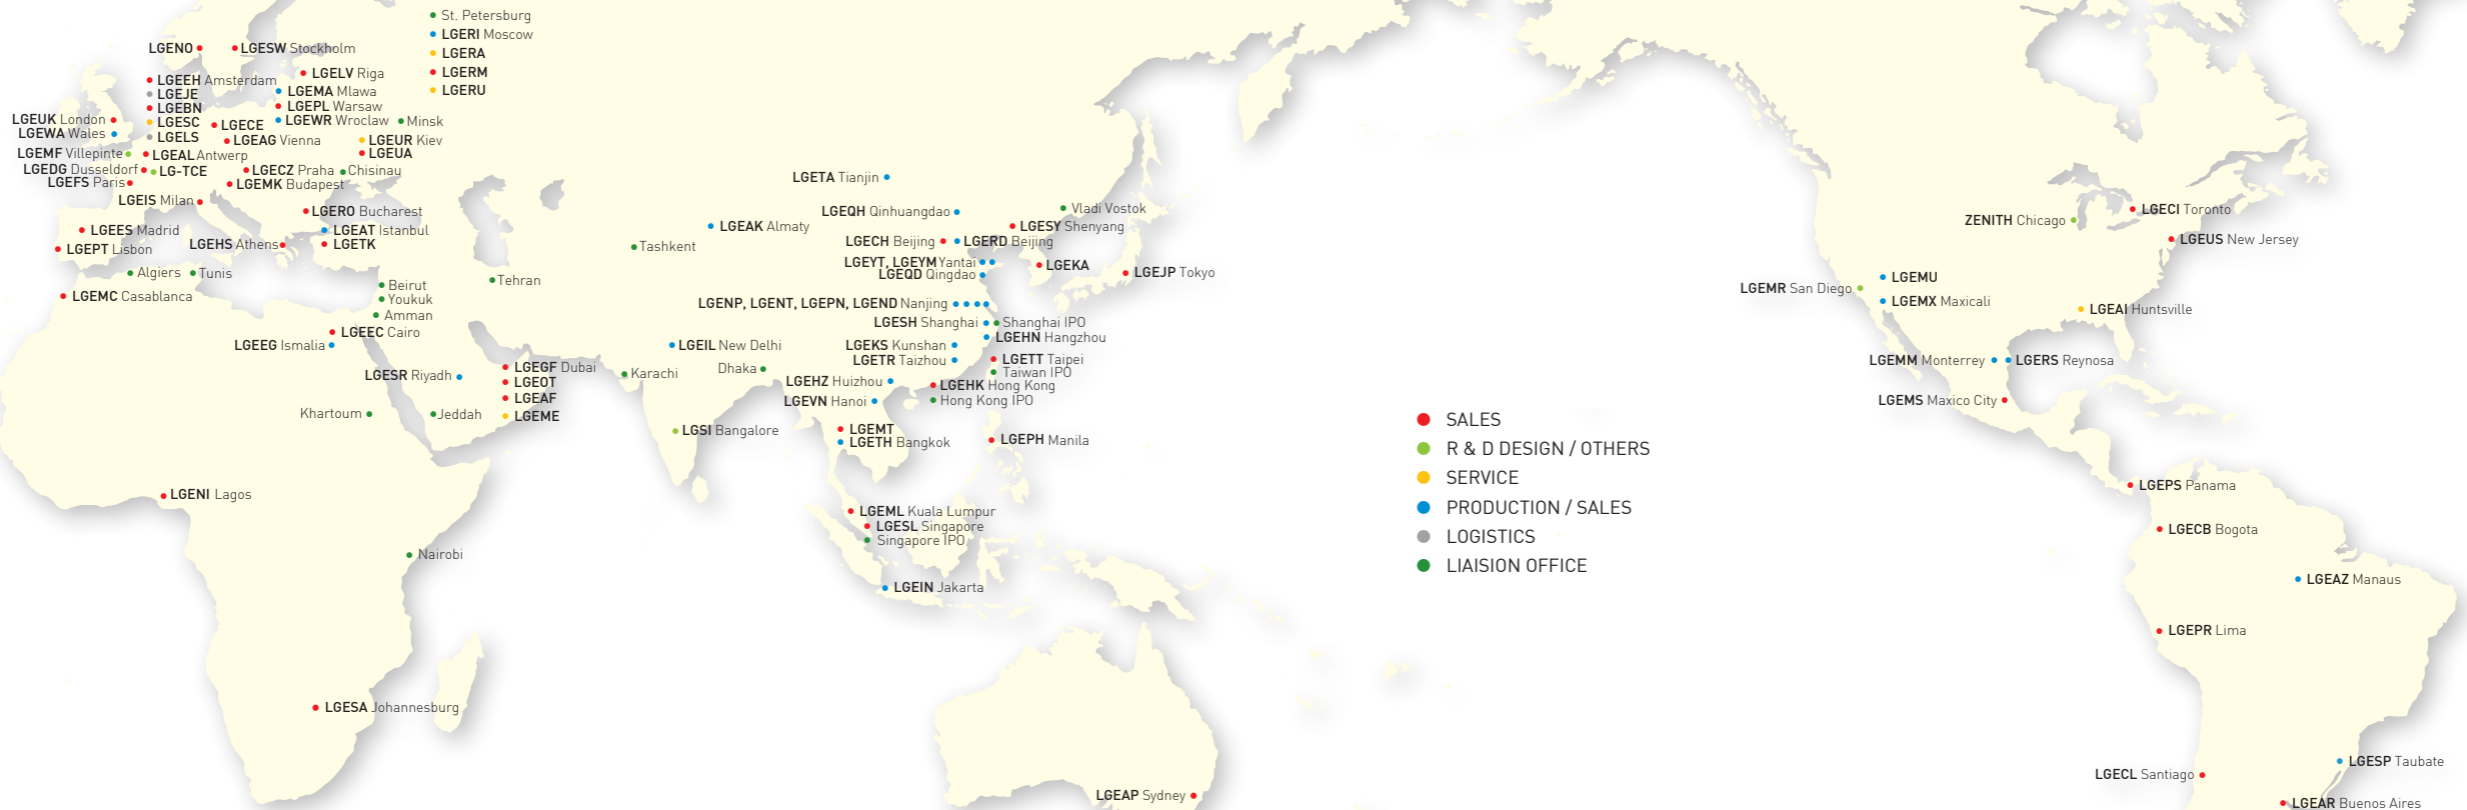 St. Petersburg
LGERI Moscow
LGERA
LGERM
LGERU
LGENO
LGESW Stockholm
LGELV Riga
LGEEH Amsterdam
LGEJE
LGEBN
LGESC
LGELS
LGEMA Mlawa
LGEPL Warsaw
LGEWR Wroclaw
Minsk
LGEUK London
LGEWA Wales
LGECE
LGEAG Vienna
LGEUR Kiev
LGEUA
LGEMF Villepinte
LGEAL Antwerp
LGEDG Dusseldorf
LG-TCE
LGECZ Praha
Chisinau
LGEFS Paris
LGEMK Budapest
LGEIS Milan
LGERO Bucharest
LGEES Madrid
LGEAT Istanbul
LGEPT Lisbon
LGEHS Athens
LGETK
Algiers
Tunis
LGEMC Casablanca
Beirut
Youkuk
Amman
Tehran
LGEEC Cairo
LGEEG Ismalia
LGESR Riyadh
LGEGF Dubai
LGEOT
LGEAF
LGEME
Khartoum
Jeddah
LGENI Lagos
Nairobi
LGESA Johannesburg
LGETA Tianjin
LGEQH Qinhuangdao
Vladi Vostok
LGEAK Almaty
LGESY Shenyang
Tashkent
LGECH Beijing
LGERD Beijing
LGEYT, LGEYM Yantai
LGEKA
LGEQD Qingdao
LGEJP Tokyo
LGENP, LGENT, LGEPN, LGEND Nanjing
LGESH Shanghai
Shanghai IPO
LGEHN Hangzhou
LGEIL New Delhi
LGEKS Kunshan
LGETR Taizhou
LGETT Taipei
Taiwan IPO
Karachi
Dhaka
LGEHZ Huizhou
LGEHK Hong Kong
LGEVN Hanoi
Hong Kong IPO
LGSI Bangalore
LGEMT
LGETH Bangkok
LGEPH Manila
LGEML Kuala Lumpur
LGESL Singapore
Singapore IPO
LGEIN Jakarta
LGEAP Sydney
SALES
R & D DESIGN / OTHERS
SERVICE
PRODUCTION / SALES
LOGISTICS
LIAISION OFFICE
ZENITH Chicago
LGECI Toronto
LGEUS New Jersey
LGEMU
LGEMR San Diego
LGEMX Maxicali
LGEAI Huntsville
LGEMM Monterrey
LGERS Reynosa
LGEMS Maxico City
LGEPS Panama
LGECB Bogota
LGEAZ Manaus
LGEPR Lima
LGESP Taubate
LGECL Santiago
LGEAR Buenos Aires